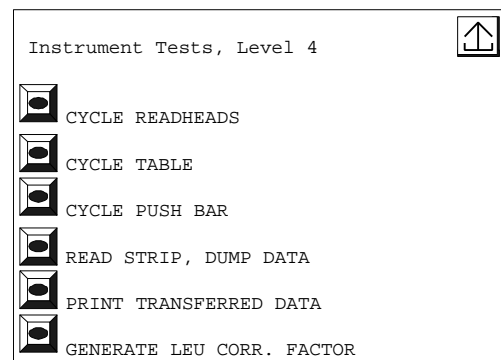 Instrument Tests, Level 4
CYCLE READHEADS
CYCLE TABLE
CYCLE PUSH BAR
READ STRIP, DUMP DATA
PRINT TRANSFERRED DATA
GENERATE LEU CORR. FACTOR